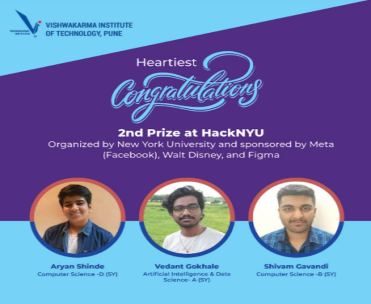 VISHWAKARMA INSTITUTE
OF TECHNOLOGY, PUNE
Heartiest
Congratulations
2nd Prize at HackNYU
Organized by New York University and sponsored by Meta
(Facebook), Walt Disney, and Figma
Aryan Shinde
Computer Science -D (SY)
Vedant Gokhale
Artificial Intelligence & Data
Science- A (SY)
Shivam Gavandi
Computer Science -B (SY)